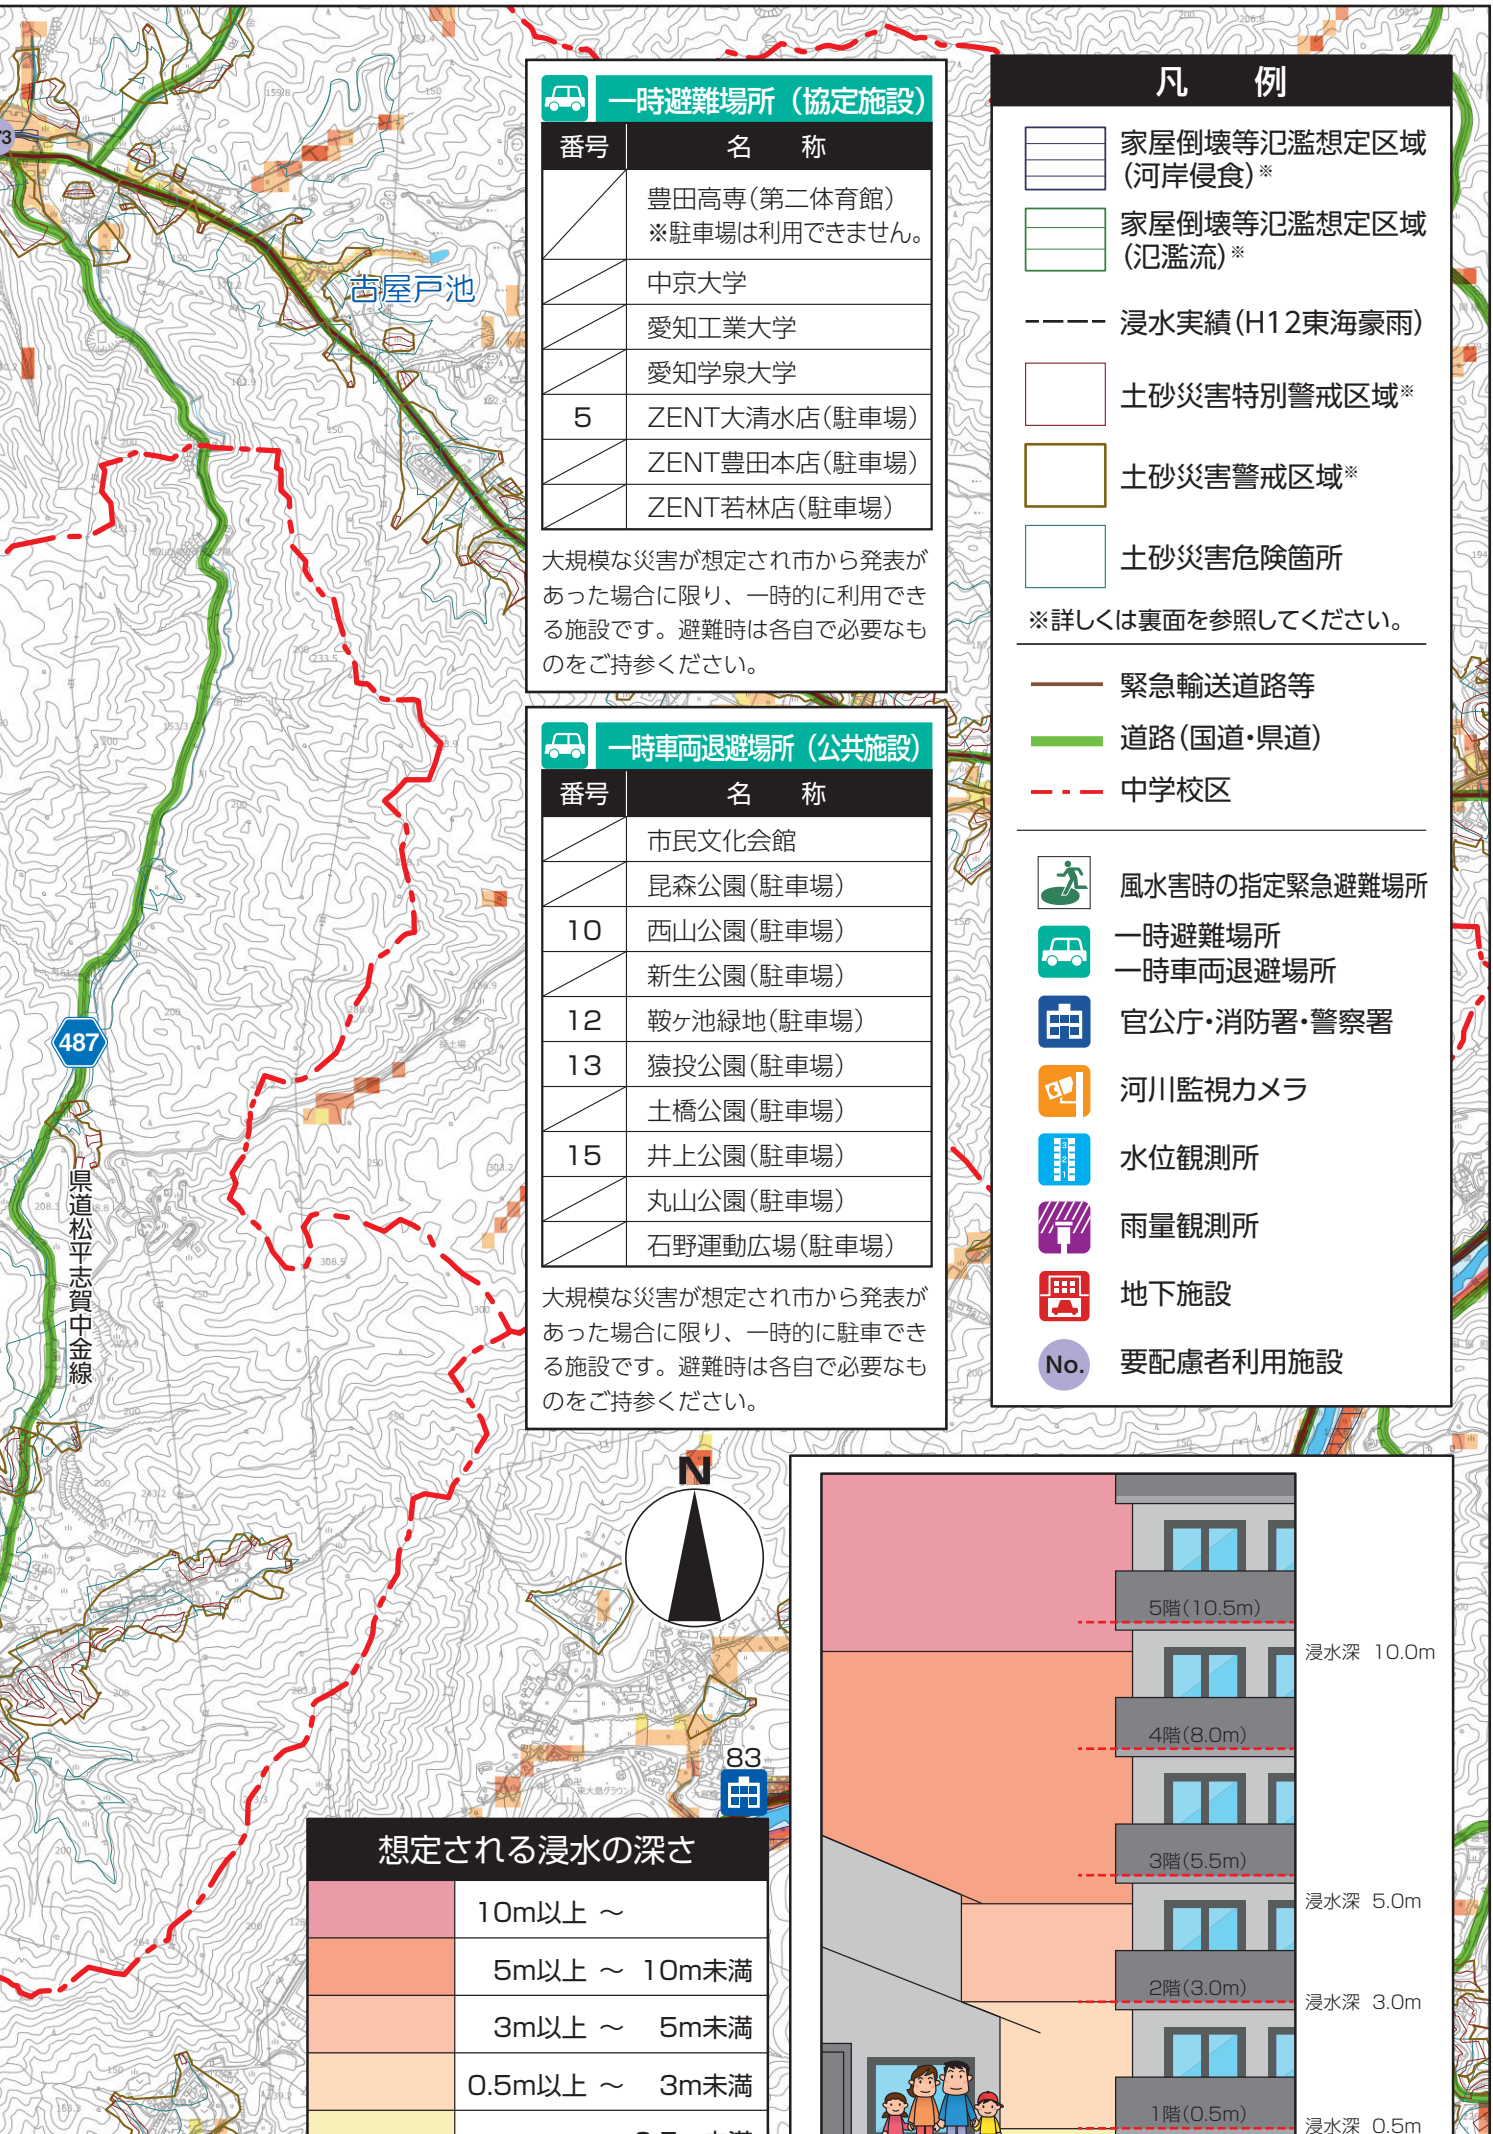 一時避難場所（協定施設）
番号 名 称
豊田高専（第二体育館）
※駐車場は利用できません。
中京大学
愛知工業大学
愛知学泉大学
5 ZENT大清水店（駐車場）
ZENT豊田本店（駐車場）
ZENT若林店（駐車場）
大規模な災害が想定され市から発表が
あった場合に限り、一時的に利用でき
る施設です。避難時は各自で必要なも
のをご持参ください。
一時車両退避場所（公共施設）
番号 名 称
市民文化会館
昆森公園（駐車場）
10 西山公園（駐車場）
新生公園（駐車場）
12 鞍ヶ池緑地（駐車場）
13 猿投公園（駐車場）
土橋公園（駐車場）
15 井上公園（駐車場）
丸山公園（駐車場）
石野運動広場（駐車場）
大規模な災害が想定され市から発表が
あった場合に限り、一時的に駐車でき
る施設です。避難時は各自で必要なも
のをご持参ください。
凡 例
家屋倒壊等氾濫想定区域
（河岸侵食）※
家屋倒壊等氾濫想定区域
（氾濫流）※
浸水実績（H12東海豪雨）
土砂災害特別警戒区域※
土砂災害警戒区域※
土砂災害危険箇所
※詳しくは裏面を参照してください。
緊急輸送道路等
道路（国道・県道）
中学校区
風水害時の指定緊急避難場所
一時避難場所
一時車両退避場所
官公庁・消防署・警察署
河川監視カメラ
水位観測所
雨量観測所
地下施設
No. 要配慮者利用施設
古屋戸池
487
県道松平志賀中金線
N
83
東大島グラウンド
想定される浸水の深さ
10m以上 ～
5m以上 ～ 10m未満
3m以上 ～ 5m未満
0.5m以上 ～ 3m未満
5階（10.5m）
浸水深 10.0m
4階（8.0m）
3階（5.5m）
浸水深 5.0m
2階（3.0m）
浸水深 3.0m
1階（0.5m）
浸水深 0.5m